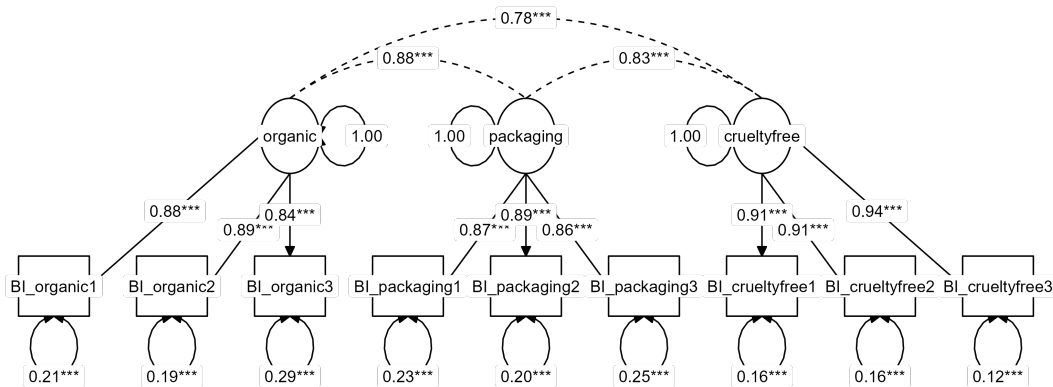 0.78***
0.88***
0.83***
organic
1.00
1.00
packaging
1.00
crueltyfree
0.88***
0.89***
0.84***
0.87***
0.89***
0.86***
0.91***
0.91***
0.94***
BI_organic1
BI_organic2
BI_organic3
BI_packaging1
BI_packaging2
BI_packaging3
BI_crueltyfree1
BI_crueltyfree2
BI_crueltyfree3
0.21***
0.19***
0.29***
0.23***
0.20***
0.25***
0.16***
0.16***
0.12***